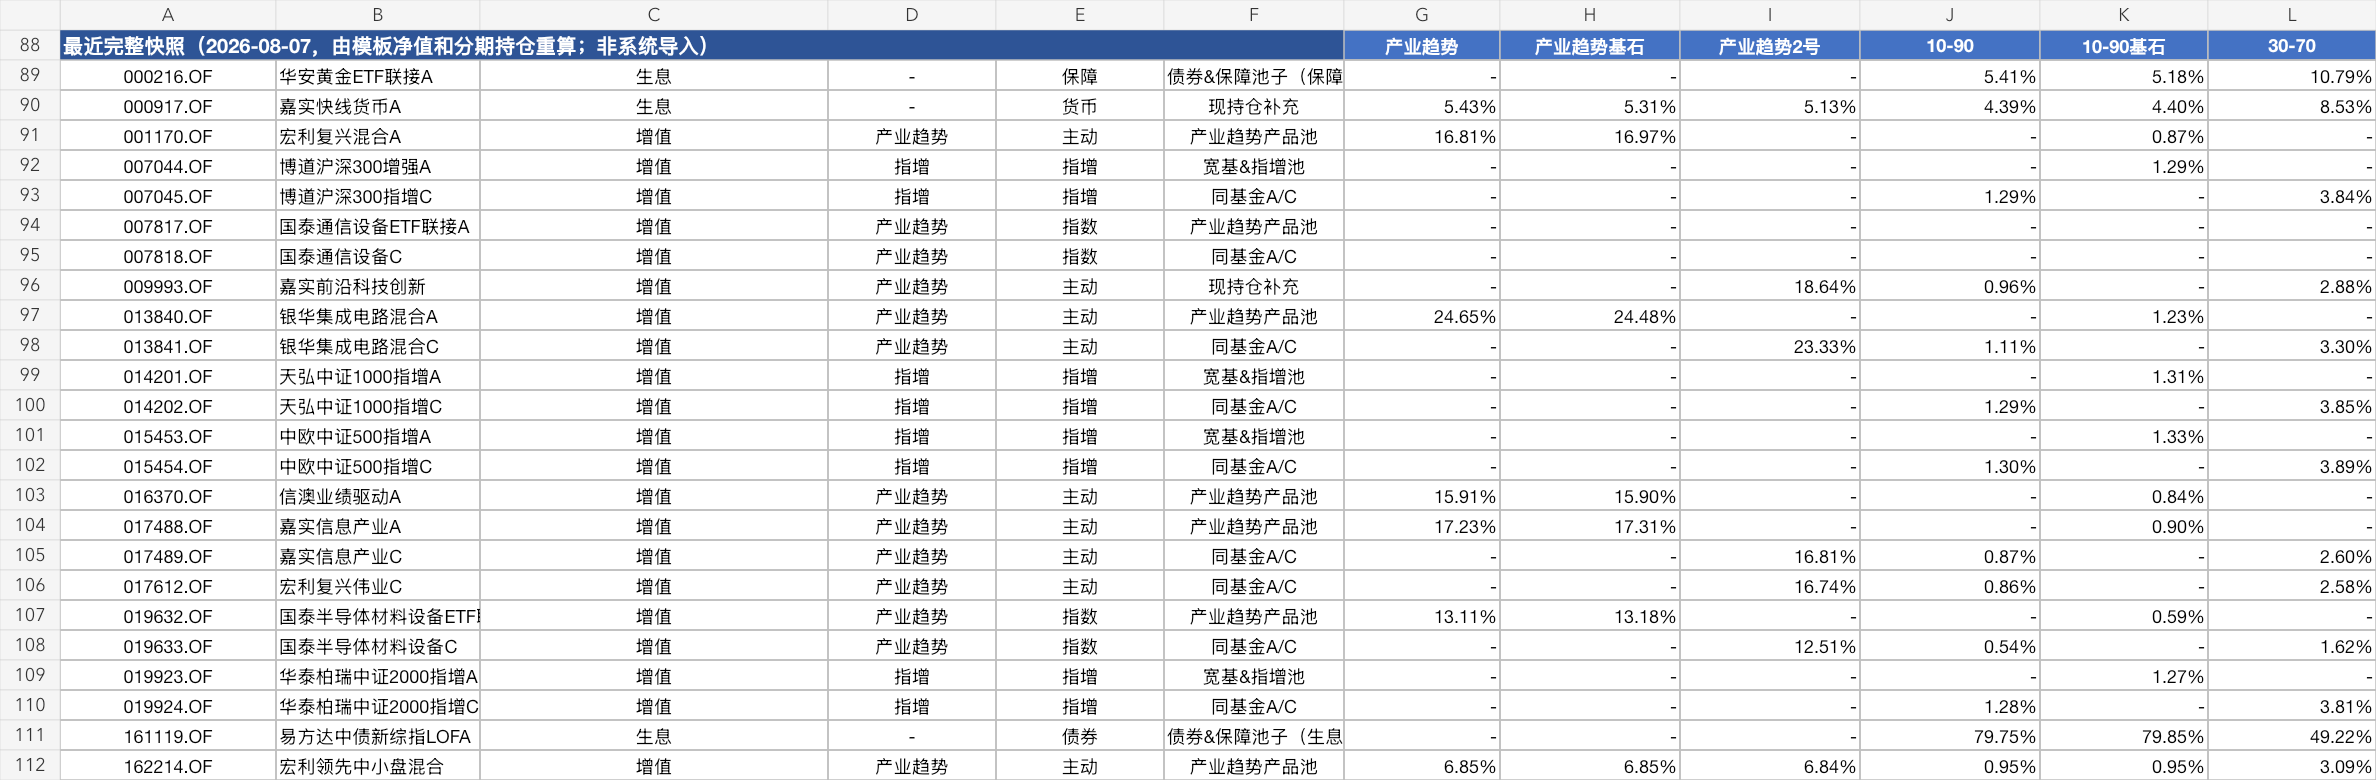 A B C D E F G H I J K L
88 最近完整快照（2026-08-07，由模板净值和分期持仓重算；非系统导入） 产业趋势 产业趋势基石 产业趋势2号 10-90 10-90基石 30-70
89 000216.OF 华安黄金ETF联接A 生息 - 保障 债券&保障池子（保障 - - - 5.41% 5.18% 10.79%
90 000917.OF 嘉实快线货币A 生息 - 货币 现持仓补充 5.43% 5.31% 5.13% 4.39% 4.40% 8.53%
91 001170.OF 宏利复兴混合A 增值 产业趋势 主动 产业趋势产品池 16.81% 16.97% - - 0.87% -
92 007044.OF 博道沪深300增强A 增值 指增 指增 宽基&指增池 - - - - 1.29% -
93 007045.OF 博道沪深300指增C 增值 指增 指增 同基金A/C - - - 1.29% - 3.84%
94 007817.OF 国泰通信设备ETF联接A 增值 产业趋势 指数 产业趋势产品池 - - - - - -
95 007818.OF 国泰通信设备C 增值 产业趋势 指数 同基金A/C - - - - - -
96 009993.OF 嘉实前沿科技创新 增值 产业趋势 主动 现持仓补充 - - 18.64% 0.96% - 2.88%
97 013840.OF 银华集成电路混合A 增值 产业趋势 主动 产业趋势产品池 24.65% 24.48% - - 1.23% -
98 013841.OF 银华集成电路混合C 增值 产业趋势 主动 同基金A/C - - 23.33% 1.11% - 3.30%
99 014201.OF 天弘中证1000指增A 增值 指增 指增 宽基&指增池 - - - - 1.31% -
100 014202.OF 天弘中证1000指增C 增值 指增 指增 同基金A/C - - - 1.29% - 3.85%
101 015453.OF 中欧中证500指增A 增值 指增 指增 宽基&指增池 - - - - 1.33% -
102 015454.OF 中欧中证500指增C 增值 指增 指增 同基金A/C - - - 1.30% - 3.89%
103 016370.OF 信澳业绩驱动A 增值 产业趋势 主动 产业趋势产品池 15.91% 15.90% - - 0.84% -
104 017488.OF 嘉实信息产业A 增值 产业趋势 主动 产业趋势产品池 17.23% 17.31% - - 0.90% -
105 017489.OF 嘉实信息产业C 增值 产业趋势 主动 同基金A/C - - 16.81% 0.87% - 2.60%
106 017612.OF 宏利复兴伟业C 增值 产业趋势 主动 同基金A/C - - 16.74% 0.86% - 2.58%
107 019632.OF 国泰半导体材料设备ETF 增值 产业趋势 指数 产业趋势产品池 13.11% 13.18% - - 0.59% -
108 019633.OF 国泰半导体材料设备C 增值 产业趋势 指数 同基金A/C - - 12.51% 0.54% - 1.62%
109 019923.OF 华泰柏瑞中证2000指增A 增值 指增 指增 宽基&指增池 - - - - 1.27% -
110 019924.OF 华泰柏瑞中证2000指增C 增值 指增 指增 同基金A/C - - - 1.28% - 3.81%
111 161119.OF 易方达中债新综指LOFA 生息 - 债券 债券&保障池子（生息 - - - 79.75% 79.85% 49.22%
112 162214.OF 宏利领先中小盘混合 增值 产业趋势 主动 产业趋势产品池 6.85% 6.85% 6.84% 0.95% 0.95% 3.09%